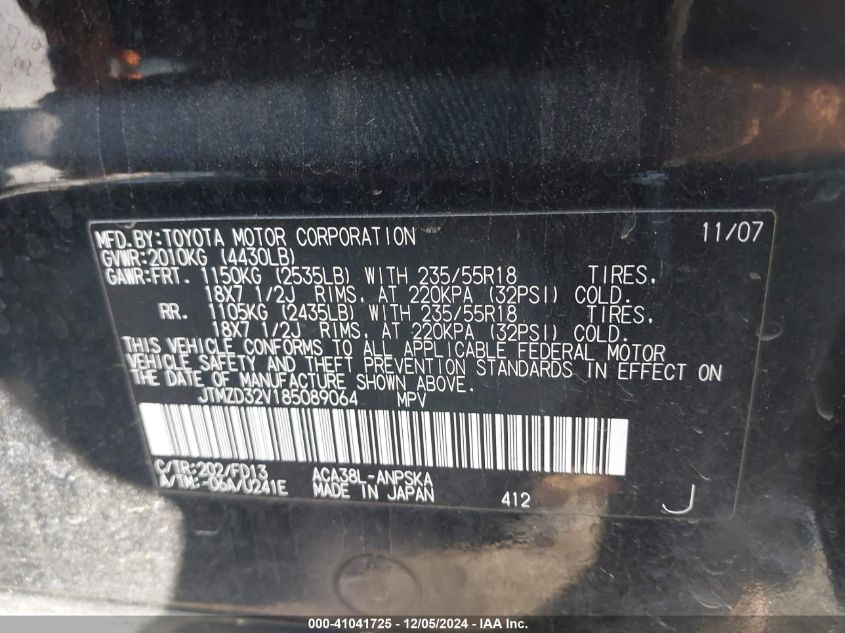 MFD.BY:TOYOTA MOTOR CORPORATION 11/07
GVWR:2010KG (4430LB)
GAWR:FRT. 1150KG (2535LB) WITH 235/55R18 TIRES,
18X7 1/2J RIMS, AT 220KPA (32PSI) COLD.
RR. 1105KG (2435LB) WITH 235/55R18 TIRES,
18X7 1/2J RIMS, AT 220KPA (32PSI) COLD.
THIS VEHICLE CONFORMS TO ALL APPLICABLE FEDERAL MOTOR
VEHICLE SAFETY AND THEFT PREVENTION STANDARDS IN EFFECT ON
THE DATE OF MANUFACTURE SHOWN ABOVE.
JTMZD32V185089064 MPV
C/TR:202/FD13 ACA38L-ANPSKA
A/TM:-06A/U241E MADE IN JAPAN 412 J
000-41041725 - 12/05/2024 - IAA Inc.